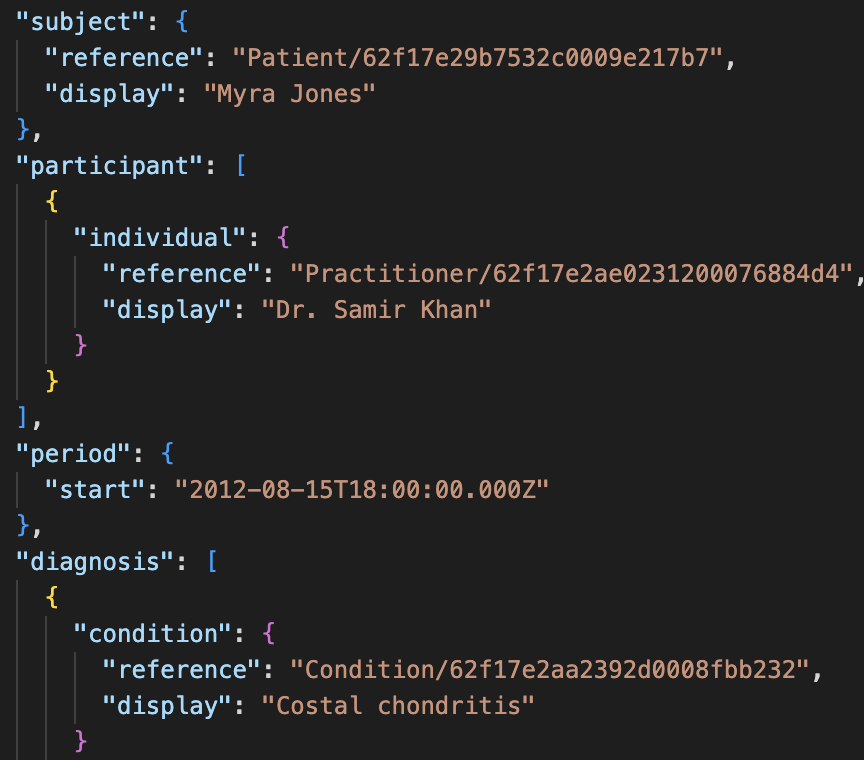 "subject": {
"reference": "Patient/62f17e29b7532c0009e217b7",
"display": "Myra Jones"
},
"participant": [
{
"individual": {
"reference": "Practitioner/62f17e2ae0231200076884d4",
"display": "Dr. Samir Khan"
}
}
],
"period": {
"start": "2012-08-15T18:00:00.000Z"
},
"diagnosis": [
{
"condition": {
"reference": "Condition/62f17e2aa2392d0008fbb232",
"display": "Costal chondritis"
}